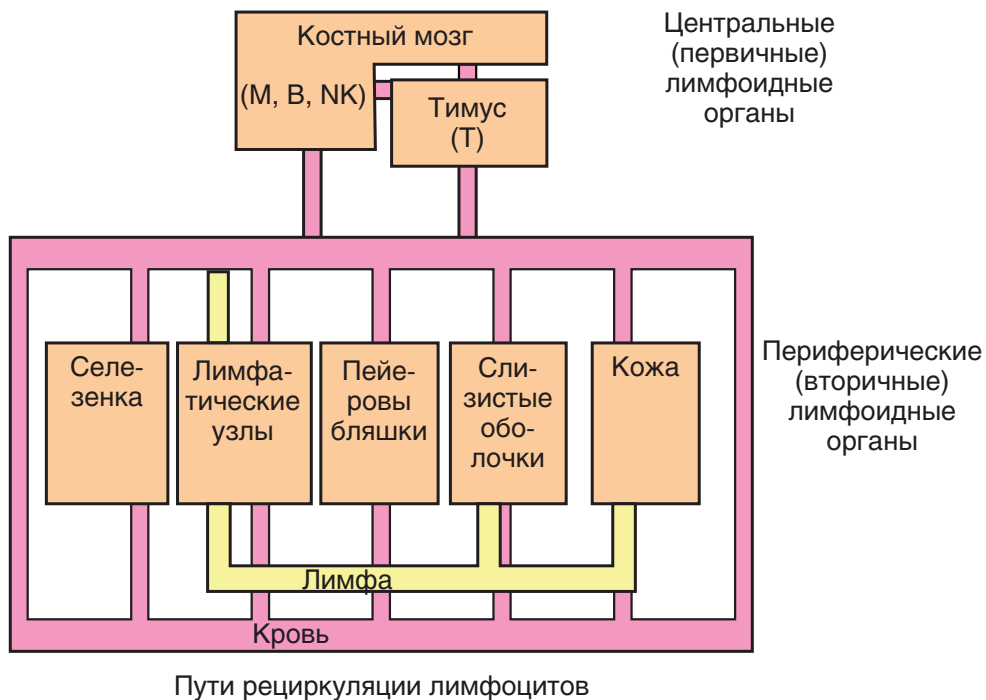 Костный мозг
(М, В, NK)
Тимус
(Т)
Центральные
(первичные)
лимфоидные
органы
Селе-
зенка
Лимфа-
тические
узлы
Пейе-
ровы
бляшки
Сли-
зистые
обо-
лочки
Кожа
Периферические
(вторичные)
лимфоидные
органы
Лимфа
Кровь
Пути рециркуляции лимфоцитов